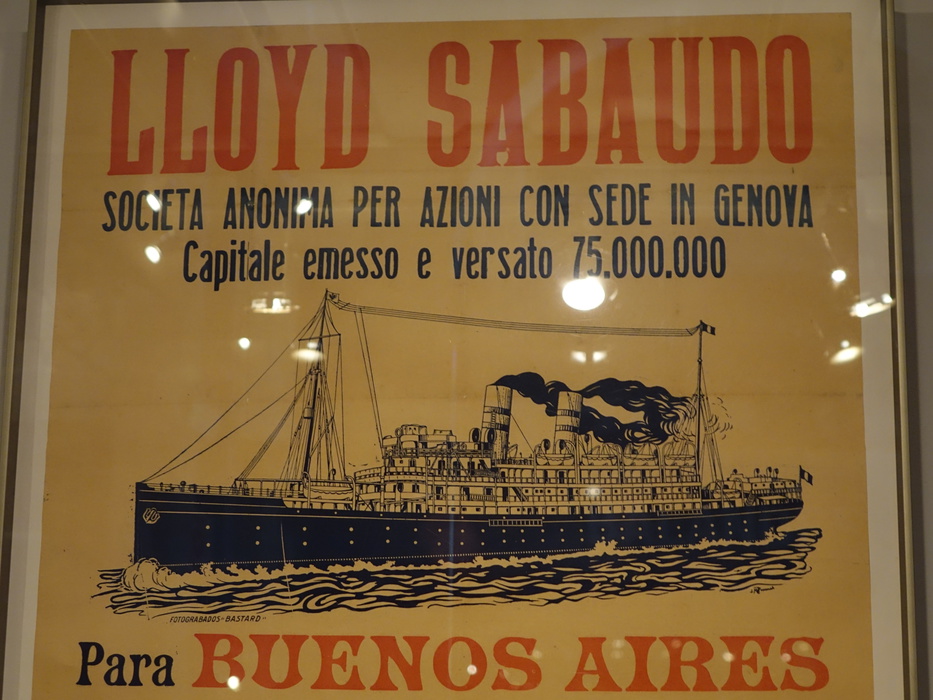 LLOYD SABAUDO
SOCIETA ANONIMA PER AZIONI CON SEDE IN GENOVA
Capitale emesso e versato 75.000.000
FOTOGRABADOS-BASTARD-
Para BUENOS AIRES